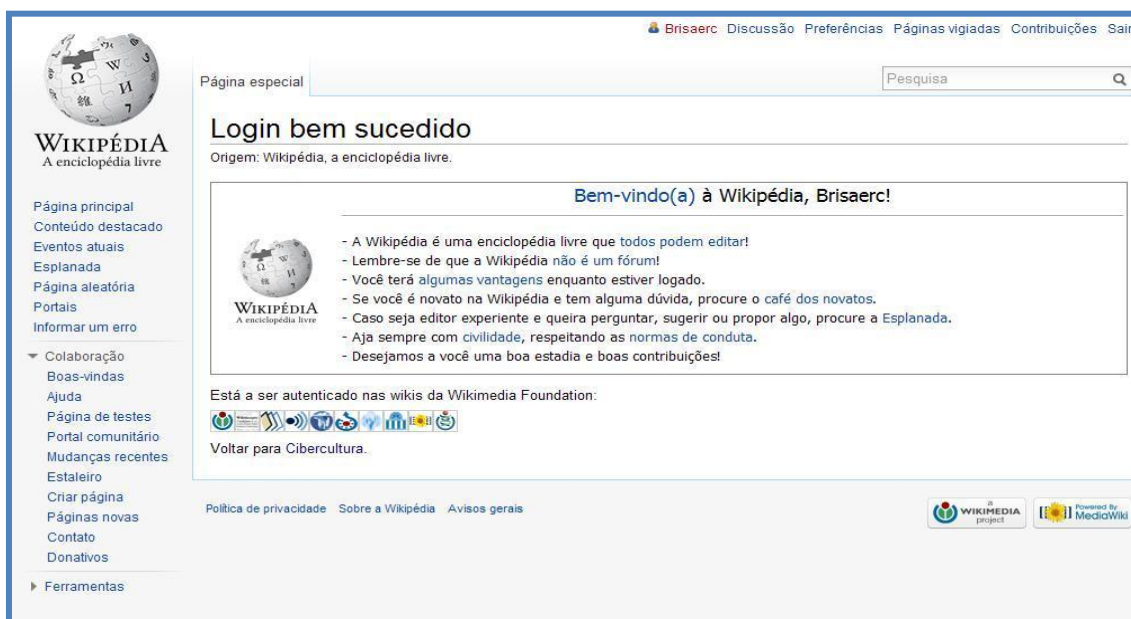 Brisaerc Discussão Preferências Páginas vigiadas Contribuições Sair
Página especial
Pesquisa
WIKIPÉDIA
A enciclopédia livre
Login bem sucedido
Origem: Wikipédia, a enciclopédia livre.
Bem-vindo(a) à Wikipédia, Brisaerc!
- A Wikipédia é uma enciclopédia livre que todos podem editar!
- Lembre-se de que a Wikipédia não é um fórum!
- Você terá algumas vantagens enquanto estiver logado.
- Se você é novato na Wikipédia e tem alguma dúvida, procure o café dos novatos.
- Caso seja editor experiente e queira perguntar, sugerir ou propor algo, procure a Esplanada.
- Aja sempre com civilidade, respeitando as normas de conduta.
- Desejamos a você uma boa estadia e boas contribuições!
WIKIPÉDIA
A enciclopédia livre
Está a ser autenticado nas wikis da Wikimedia Foundation:
Voltar para Cibercultura.
Página principal
Conteúdo destacado
Eventos atuais
Esplanada
Página aleatória
Portais
Informar um erro
Colaboração
Boas-vindas
Ajuda
Página de testes
Portal comunitário
Mudanças recentes
Estaleiro
Criar página
Páginas novas
Contato
Donativos
Ferramentas
Política de privacidade Sobre a Wikipédia Avisos gerais
a
WIKIMEDIA
project
Powered By
MediaWiki